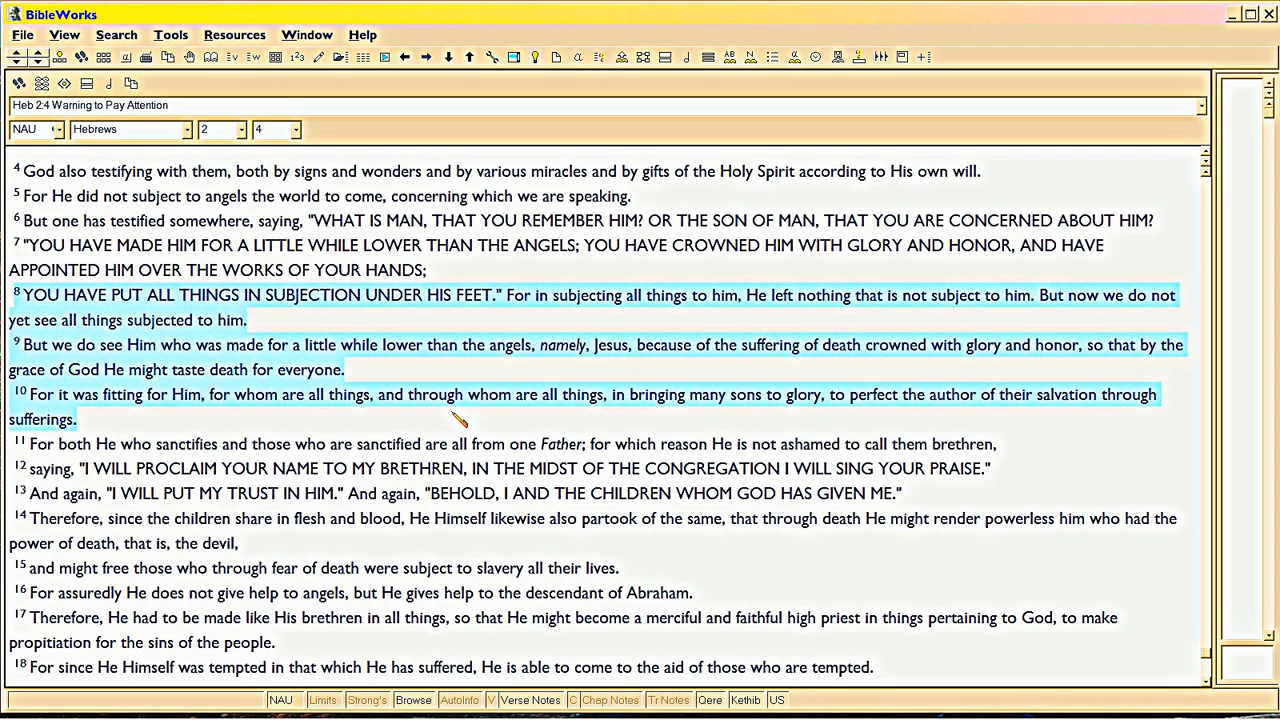 BibleWorks
File View Search Tools Resources Window Help
Heb 2:4 Warning to Pay Attention
NAU Hebrews 2 4
4 God also testifying with them, both by signs and wonders and by various miracles and by gifts of the Holy Spirit according to His own will.
5 For He did not subject to angels the world to come, concerning which we are speaking.
6 But one has testified somewhere, saying, "WHAT IS MAN, THAT YOU REMEMBER HIM? OR THE SON OF MAN, THAT YOU ARE CONCERNED ABOUT HIM?
7 "YOU HAVE MADE HIM FOR A LITTLE WHILE LOWER THAN THE ANGELS; YOU HAVE CROWNED HIM WITH GLORY AND HONOR, AND HAVE
APPOINTED HIM OVER THE WORKS OF YOUR HANDS;
8 YOU HAVE PUT ALL THINGS IN SUBJECTION UNDER HIS FEET." For in subjecting all things to him, He left nothing that is not subject to him. But now we do not
yet see all things subjected to him.
9 But we do see Him who was made for a little while lower than the angels, namely, Jesus, because of the suffering of death crowned with glory and honor, so that by the
grace of God He might taste death for everyone.
10 For it was fitting for Him, for whom are all things, and through whom are all things, in bringing many sons to glory, to perfect the author of their salvation through
sufferings.
11 For both He who sanctifies and those who are sanctified are all from one Father; for which reason He is not ashamed to call them brethren,
12 saying, "I WILL PROCLAIM YOUR NAME TO MY BRETHREN, IN THE MIDST OF THE CONGREGATION I WILL SING YOUR PRAISE."
13 And again, "I WILL PUT MY TRUST IN HIM." And again, "BEHOLD, I AND THE CHILDREN WHOM GOD HAS GIVEN ME."
14 Therefore, since the children share in flesh and blood, He Himself likewise also partook of the same, that through death He might render powerless him who had the
power of death, that is, the devil,
15 and might free those who through fear of death were subject to slavery all their lives.
16 For assuredly He does not give help to angels, but He gives help to the descendant of Abraham.
17 Therefore, He had to be made like His brethren in all things, so that He might become a merciful and faithful high priest in things pertaining to God, to make
propitiation for the sins of the people.
18 For since He Himself was tempted in that which He has suffered, He is able to come to the aid of those who are tempted.
NAU Limits Strong's Browse AutoInfo V Verse Notes C Chap Notes Tr Notes Qere Kethib US